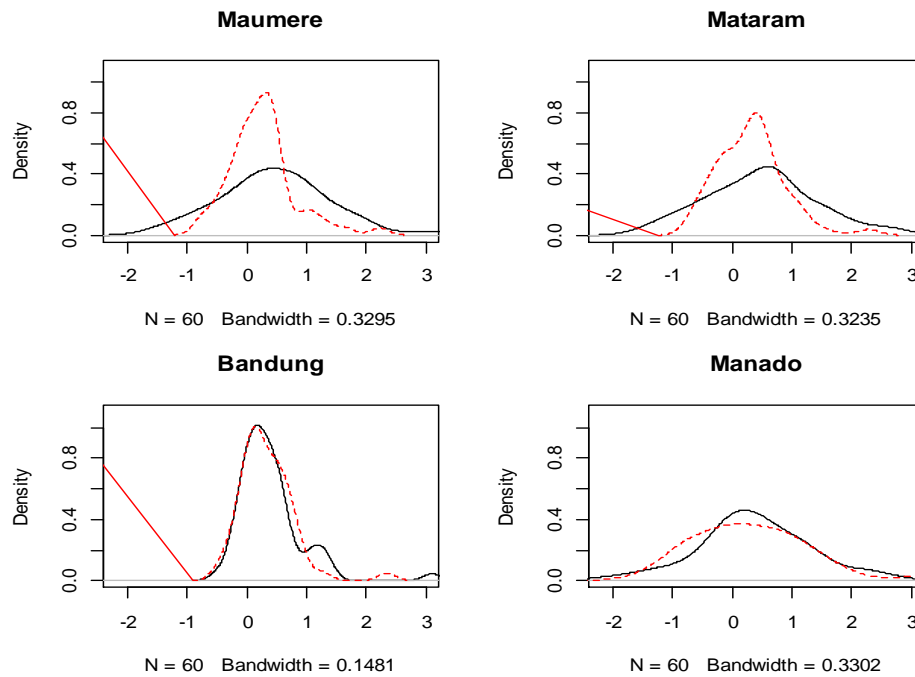 Maumere
Density
0.0 0.4 0.8
-2 -1 0 1 2 3
N = 60 Bandwidth = 0.3295
Mataram
Density
0.0 0.4 0.8
-2 -1 0 1 2 3
N = 60 Bandwidth = 0.3235
Bandung
Density
0.0 0.4 0.8
-2 -1 0 1 2 3
N = 60 Bandwidth = 0.1481
Manado
Density
0.0 0.4 0.8
-2 -1 0 1 2 3
N = 60 Bandwidth = 0.3302